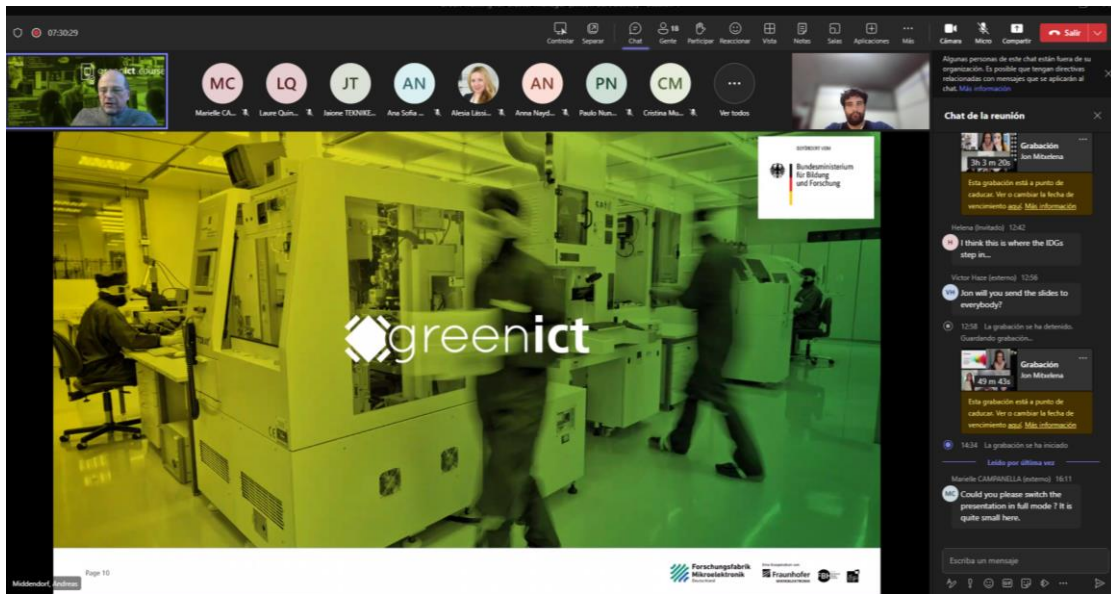 07:30:29
Controlar
Separar
Chat
18
Gente
Participar
Reaccionar
Vista
Notas
Salas
Aplicaciones
Más
Cámara
Micro
Compartir
Salir
MC
Marielle CA...
LQ
Laure Quin...
JT
Jaione TEKNIKE...
AN
Ana Sofia ...
Alesia Lässi...
AN
Anna Nayd...
PN
Paulo Nun...
CM
Cristina Mu...
Ver todos
GEFÖRDERT VOM
Bundesministerium
für Bildung
und Forschung
greenict
Page 10
Forschungsfabrik
Mikroelektronik
Deutschland
Fraunhofer
Middendorf, Andreas
Algunas personas de este chat están fuera de su
organización. Es posible que tengan directivas
relacionadas con mensajes que se aplicarán al
chat. Más información
Chat de la reunión
Grabación
Jon Mitxelena
3h 3 m 20s
Esta grabación está a punto de
caducar. Ver o cambiar la fecha de
vencimiento aquí. Más información
Helena (Invitado) 12:42
H
I think this is where the IDGs
step in...
Victor Haze (externo) 12:56
VH
Jon will you send the slides to
everybody?
12:58 La grabación se ha detenido.
Guardando grabación...
Grabación
Jon Mitxelena
49 m 43s
Esta grabación está a punto de
caducar. Ver o cambiar la fecha de
vencimiento aquí. Más información
14:34 La grabación se ha iniciado
Leído por última vez
Marielle CAMPANELLA (externo) 16:11
MC
Could you please switch the
presentation in full mode ? It is
quite small here.
Escriba un mensaje